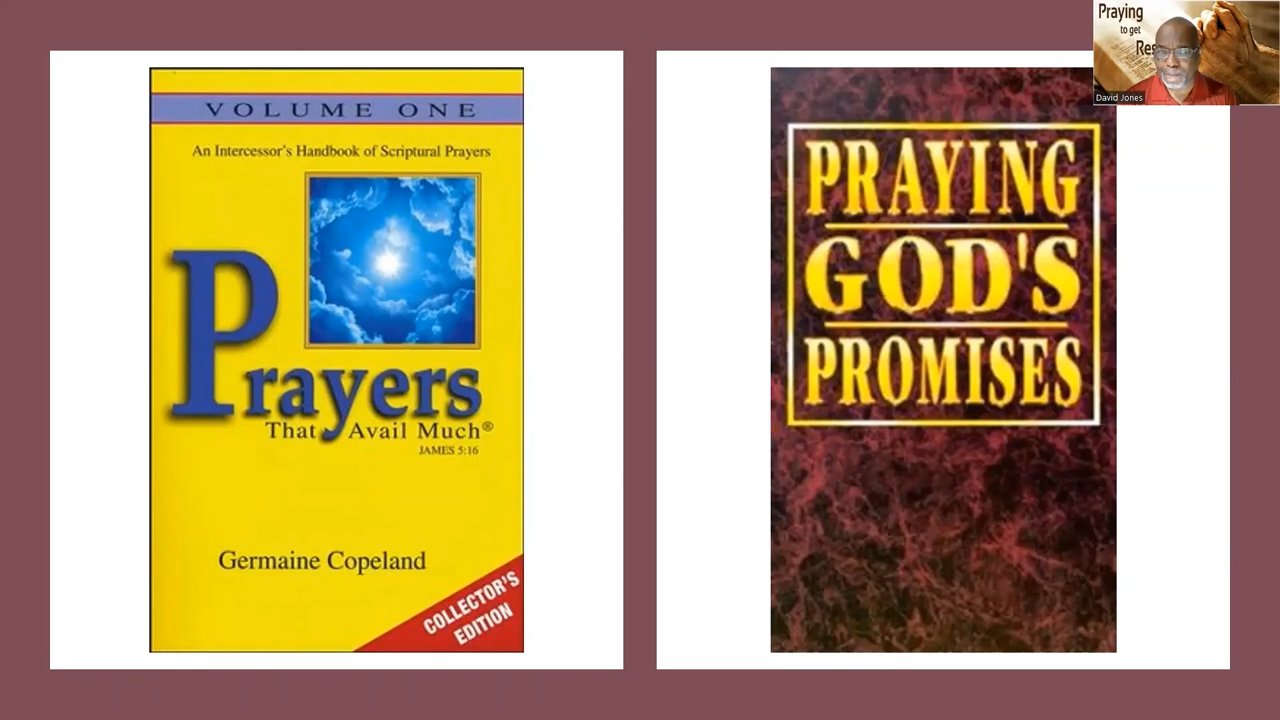 VOLUME ONE
An Intercessor's Handbook of Scriptural Prayers
Prayers
That Avail Much®
JAMES 5:16
Germaine Copeland
COLLECTOR'S
EDITION
PRAYING
GOD'S
PROMISES
Praying
to get
Res
David Jones